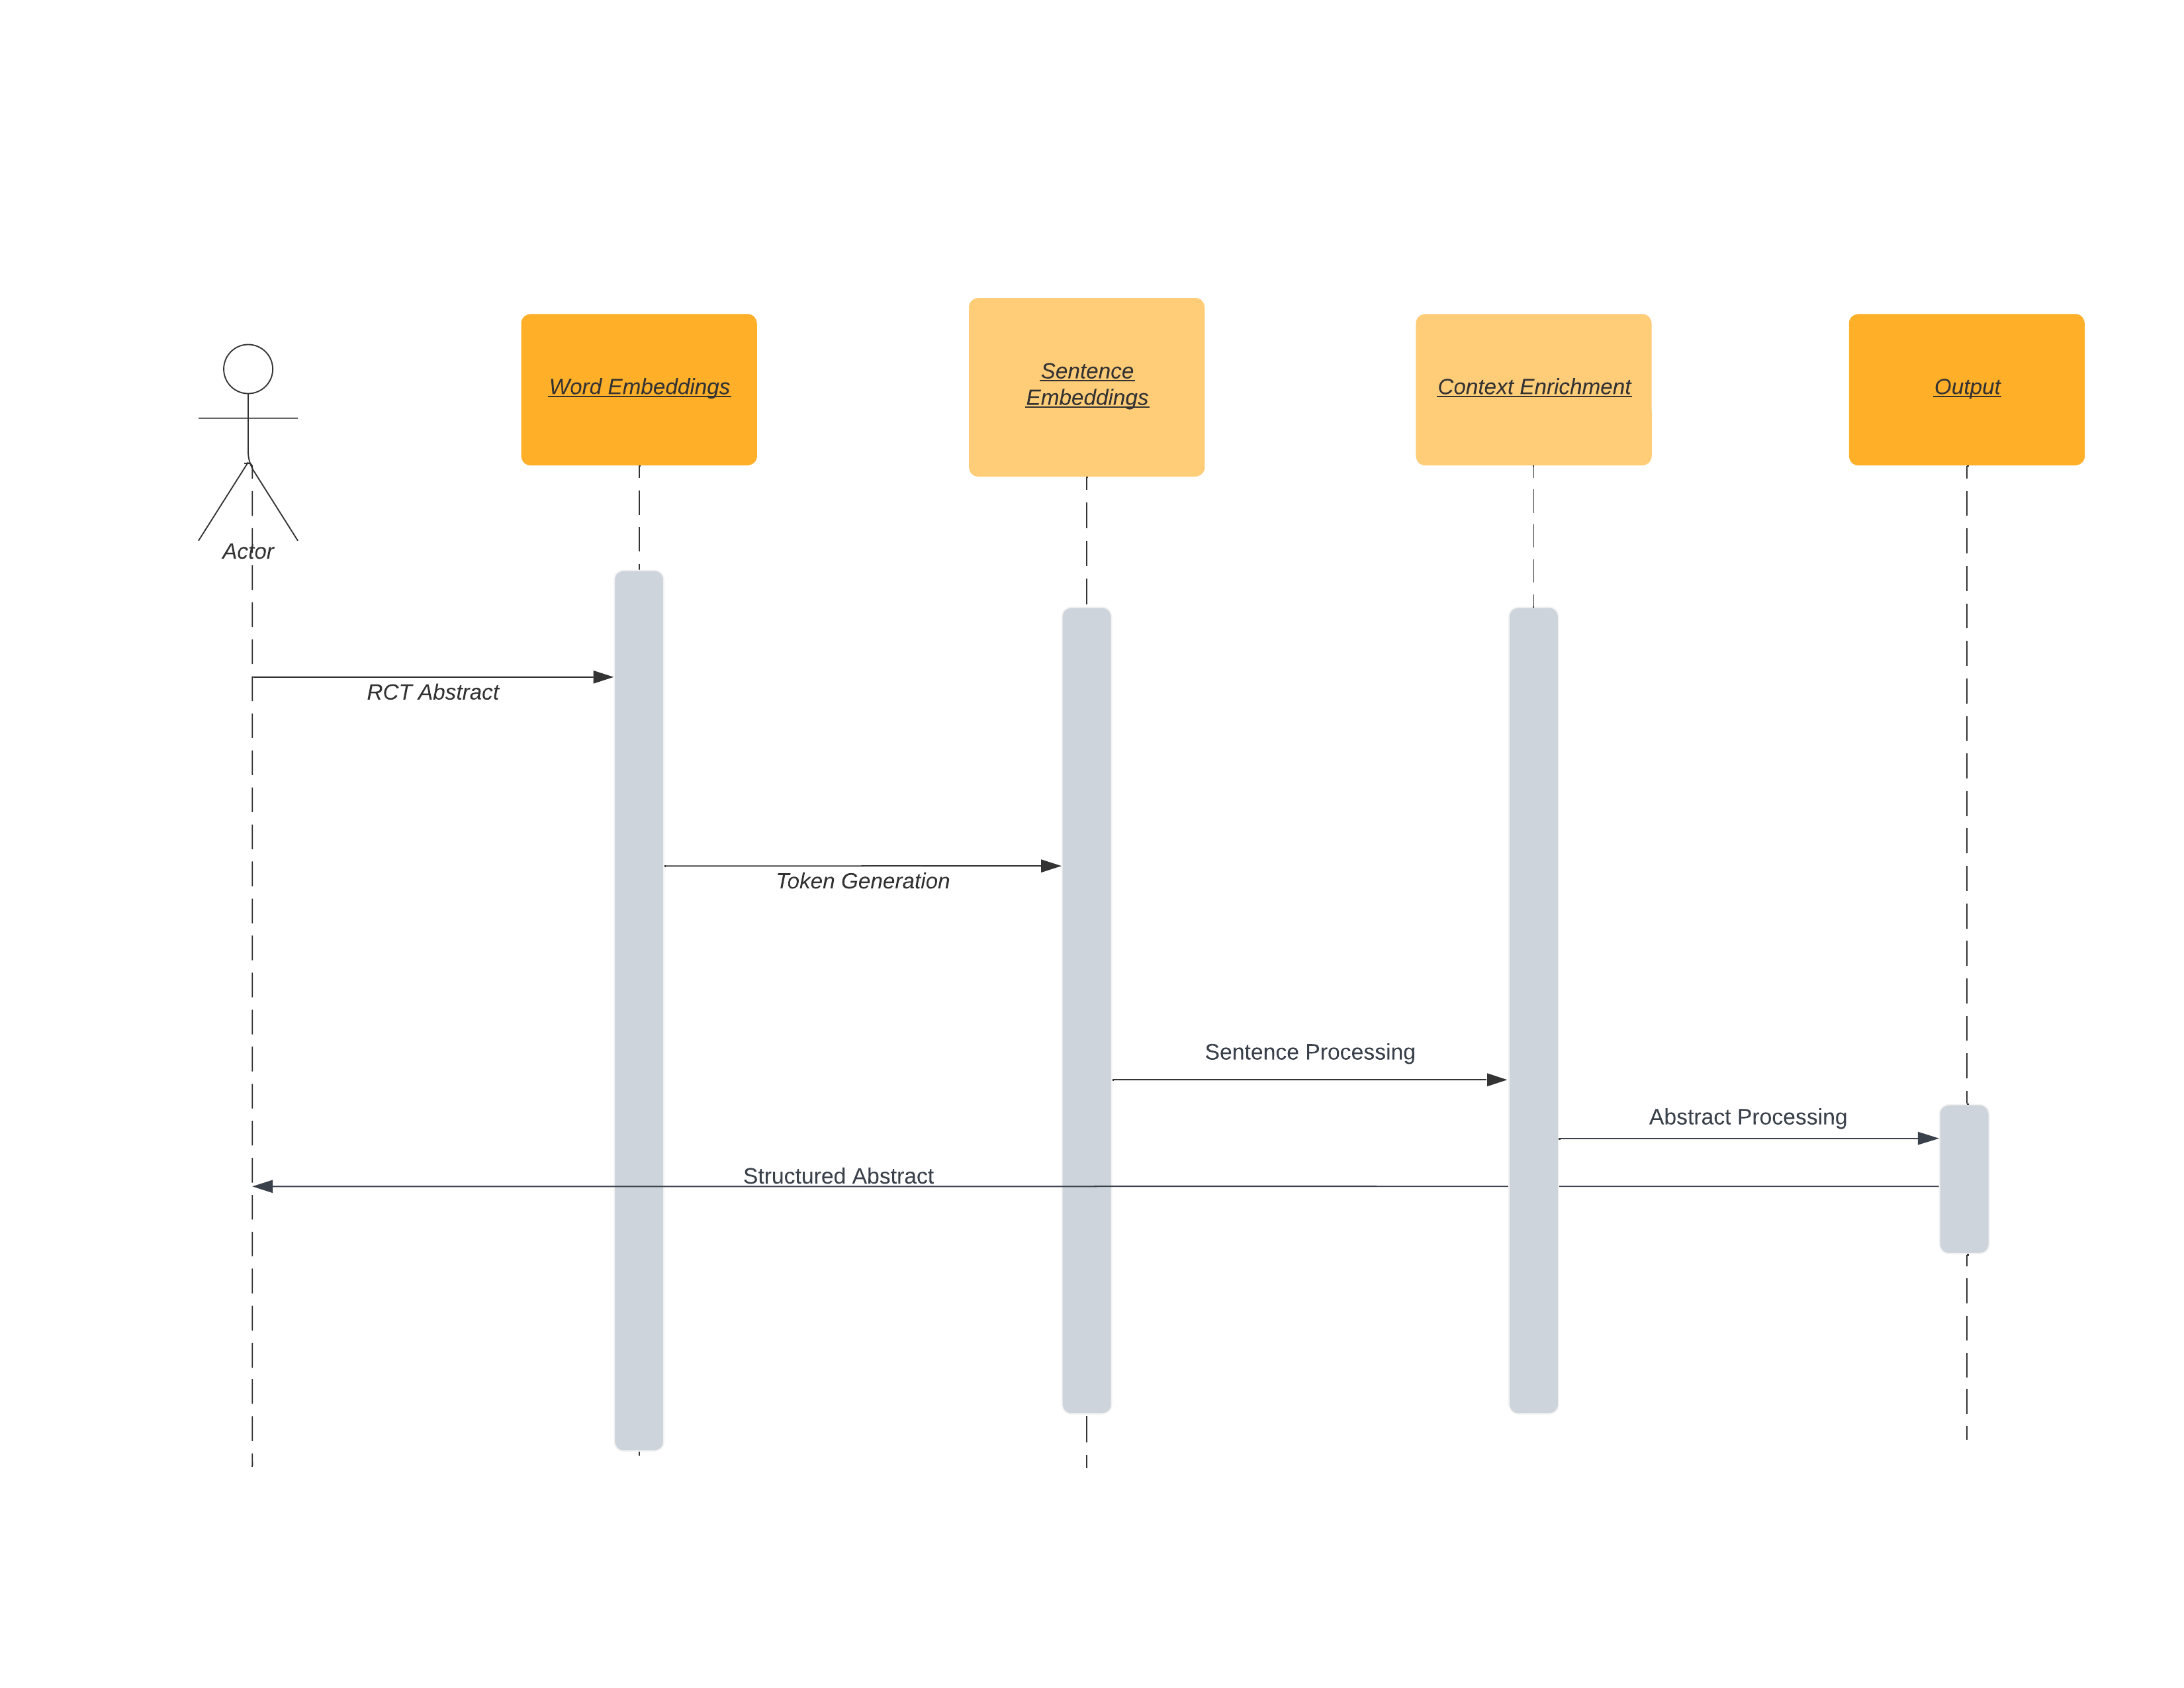 Word Embeddings
Sentence
Embeddings
Context Enrichment
Output
Actor
RCT Abstract
Token Generation
Sentence Processing
Abstract Processing
Structured Abstract